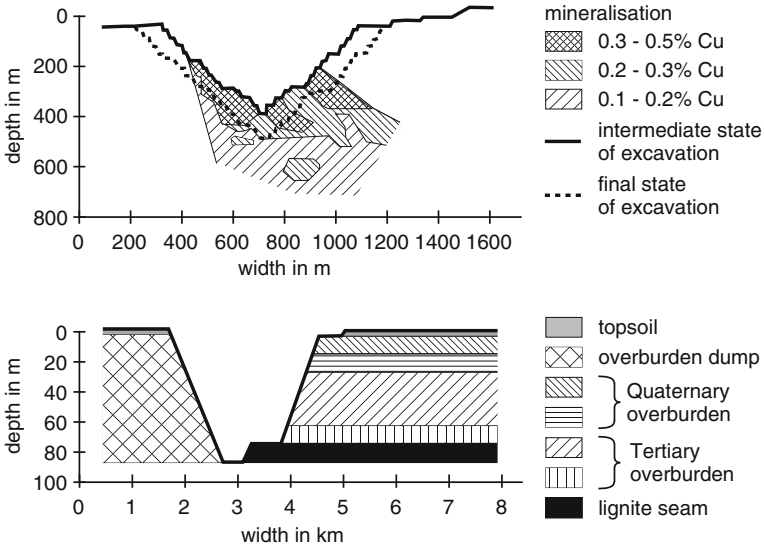 0
200
400
600
800
depth in m
0 200 400 600 800 1000 1200 1400 1600
width in m
mineralisation
0.3 - 0.5% Cu
0.2 - 0.3% Cu
0.1 - 0.2% Cu
intermediate state
of excavation
final state
of excavation
0
20
40
60
80
100
depth in m
0 1 2 3 4 5 6 7 8
width in km
topsoil
overburden dump
Quaternary
overburden
Tertiary
overburden
lignite seam